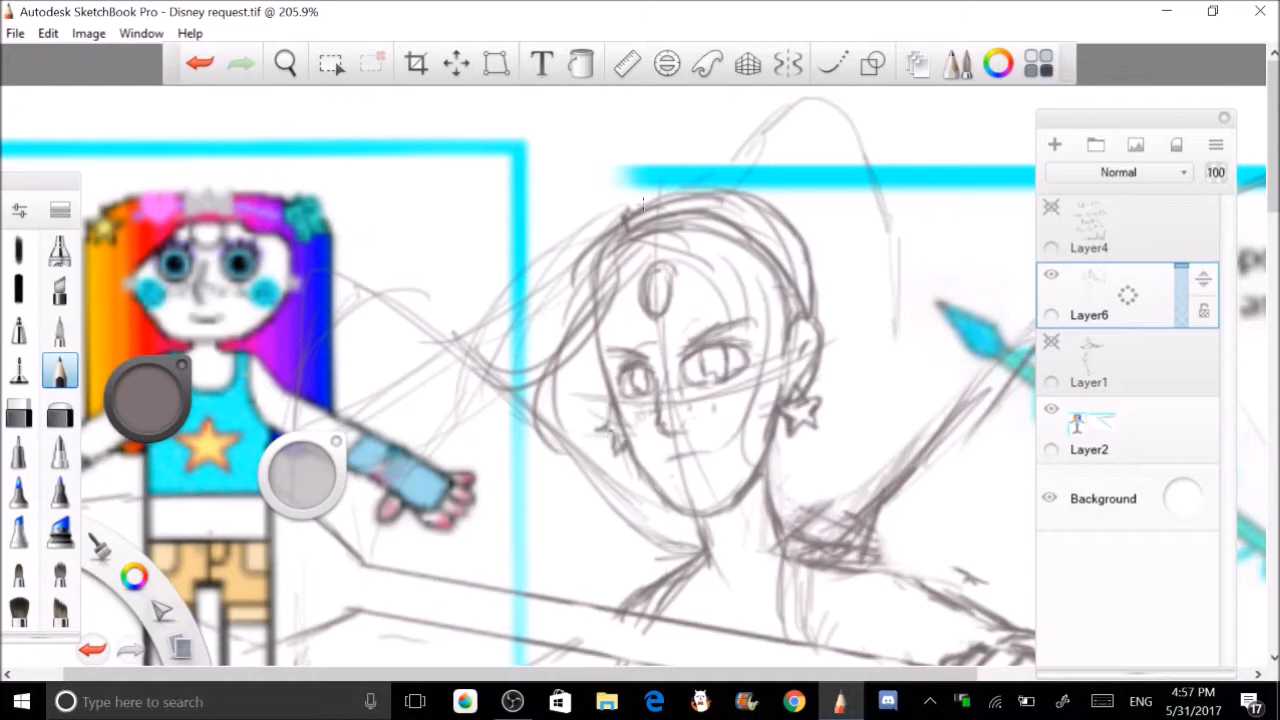 Autodesk SketchBook Pro - Disney request.tif @ 205.9%
File Edit Image Window Help
T
Normal 100
Layer4
Layer6
Layer1
Layer2
Background
Type here to search
ENG
4:57 PM
5/31/2017
17